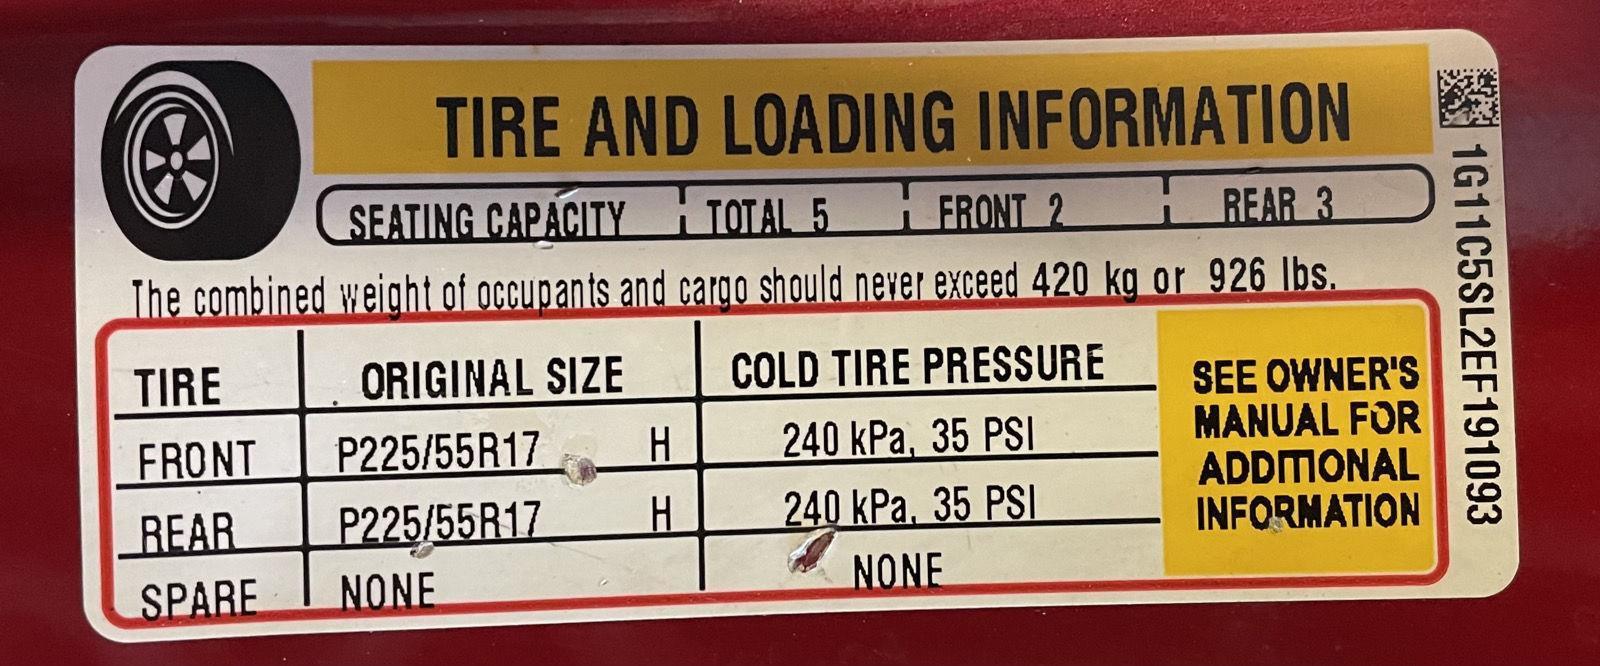 TIRE AND LOADING INFORMATION
SEATING CAPACITY TOTAL 5 FRONT 2 REAR 3
The combined weight of occupants and cargo should never exceed 420 kg or 926 lbs.
TIRE ORIGINAL SIZE COLD TIRE PRESSURE
FRONT P225/55R17 H 240 kPa, 35 PSI
REAR P225/55R17 H 240 kPa, 35 PSI
SPARE NONE NONE
SEE OWNER'S
MANUAL FOR
ADDITIONAL
INFORMATION
1G11C5SL2EF191093